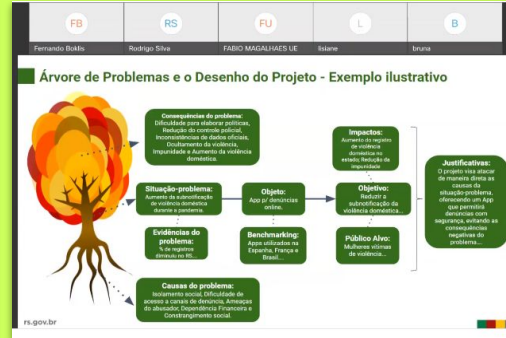 FB
RS
FU
L
B
Fernando Boklis
Rodrigo Silva
FABIO MAGALHAES UE
lisiane
bruna
Árvore de Problemas e o Desenho do Projeto - Exemplo ilustrativo
Consequências do problema:
Dificuldade para elaborar políticas,
Redução do controle policial,
Inconsistências de dados oficiais,
Ocultamento da violência,
Impunidade e Aumento da violência
doméstica.
Situação-problema:
Aumento da subnotificação
de violência doméstica
durante a pandemia.
Evidências do
problema:
% de registros
diminuiu no RS...
Causas do problema:
Isolamento social, Dificuldade de
acesso a canais de denúncia, Ameaças
do abusador, Dependência Financeira e
Constrangimento social.
Objeto:
App p/ denúncias
online.
Benchmarking:
Apps utilizados na
Espanha, França e
Brasil...
Impactos:
Aumento do registro
de violência
doméstica no
estado; Redução da
impunidade
Objetivo:
Reduzir a
subnotificação da
violência doméstica...
Público Alvo:
Mulheres vítimas
de violência...
Justificativas:
O projeto visa atacar
de maneira direta as
causas da
situação-problema,
oferecendo um App
que permitirá
denúncias com
segurança, evitando as
consequências
negativas do
problema...
rs.gov.br